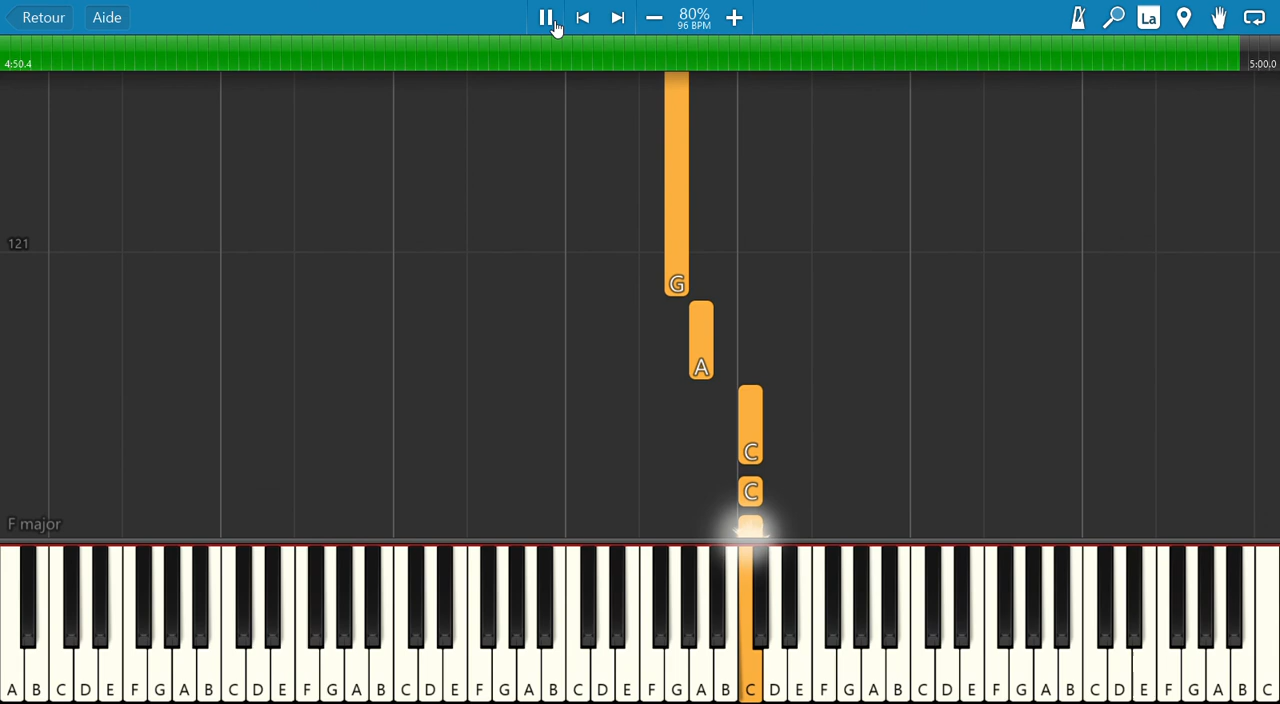 Retour Aide 80% La
96 BPM
4:50.4 5:00.0
G
121
A
C
C
F major
A B C D E F G A B C D E F G A B C D E F G A B C D E F G A B C D E F G A B C D E F G A B C D E F G A B C